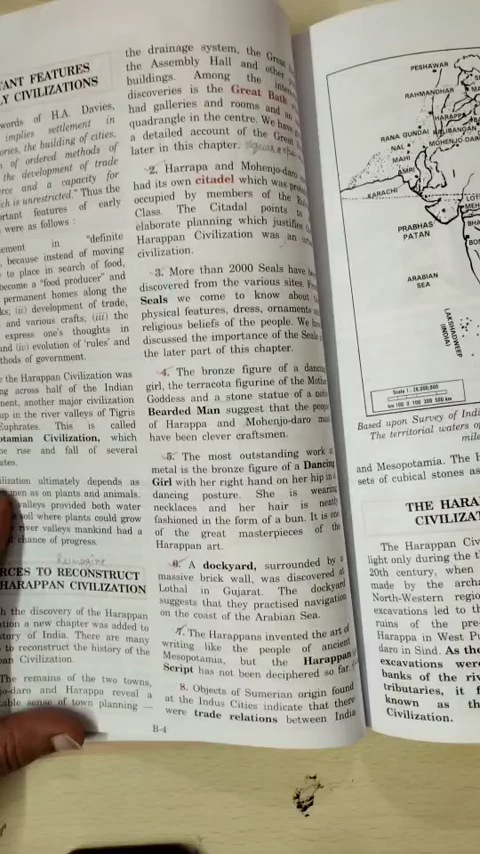 TANT FEATURES
LY CIVILIZATIONS
words of H.A. Davies,
implies settlement in
ories, the building of cities,
of ordered methods of
the development of trade
erce and a capacity for
ich is unrestricted." Thus the
ortant features of early
were as follows :
ement in "definite
because instead of moving
to place in search of food,
become a "food producer" and
permanent homes along the
ks; (ii) development of trade,
and various crafts, (iii) the
express one's thoughts in
and (iv) evolution of 'rules' and
thods of government.
e the Harappan Civilization was
ng across half of the Indian
ment, another major civilization
up in the river valleys of Tigris
Euphrates. This is called
otamian Civilization, which
he rise and fall of several
ates.
ilization ultimately depends as
men as on plants and animals.
valleys provided both water
soil where plants could grow
river valleys mankind had a
chance of progress.
RCES TO RECONSTRUCT
HARAPPAN CIVILIZATION
h the discovery of the Harappan
ation a new chapter was added to
story of India. There are many
to reconstruct the history of the
pan Civilization.
The remains of the two towns,
jo-daro and Harappa reveal a
kable sense of town planning —
the drainage system, the Great
the Assembly Hall and other
buildings. Among the
discoveries is the Great Bath
had galleries and rooms and an
quadrangle in the centre. We have
a detailed account of the Great
later in this chapter.
2. Harrapa and Mohenjo-daro
had its own citadel which was
occupied by members of the
Class. The Citadal points to
elaborate planning which justifies
Harappan Civilization was an
civilization.
3. More than 2000 Seals have
discovered from the various sites.
Seals we come to know about
physical features, dress, ornaments
religious beliefs of the people. We
discussed the importance of the Seals
the later part of this chapter.
4. The bronze figure of a dancing
girl, the terracota figurine of the Mother
Goddess and a stone statue of a
Bearded Man suggest that the people
of Harappa and Mohenjo-daro
have been clever craftsmen.
5. The most outstanding work
metal is the bronze figure of a Dancing
Girl with her right hand on her hip in
dancing posture. She is wearing
necklaces and her hair is neatly
fashioned in the form of a bun. It is
of the great masterpieces of the
Harappan art.
6. A dockyard, surrounded by
massive brick wall, was discovered
Lothal in Gujarat. The dockyard
suggests that they practised navigation
on the coast of the Arabian Sea.
7. The Harappans invented the art of
writing like the people of ancient
Mesopotamia, but the Harappan
Script has not been deciphered so far
8. Objects of Sumerian origin found
at the Indus Cities indicate that there
were trade relations between India
B-4
PESHAWAR
RAHMANDHAR
HARAPPA
RANA GUNDAI
KALIBANGAN
NAL
MOHENJO DARO
MAHI
AMRI
KARACHI
PRABHAS
PATAN
ARABIAN
SEA
LAKSHADWEEP
(INDIA)
Based upon Survey of Indi
The territorial waters of
mile
and Mesopotamia. The H
sets of cubical stones as
THE HARA
CIVILIZAT
The Harappan Civ
light only during the
20th century, when
made by the archa
North-Western regio
excavations led to the
ruins of the pre-
Harappa in West Pu
daro in Sind. As the
excavations were
banks of the riv
tributaries, it
known as th
Civilization.